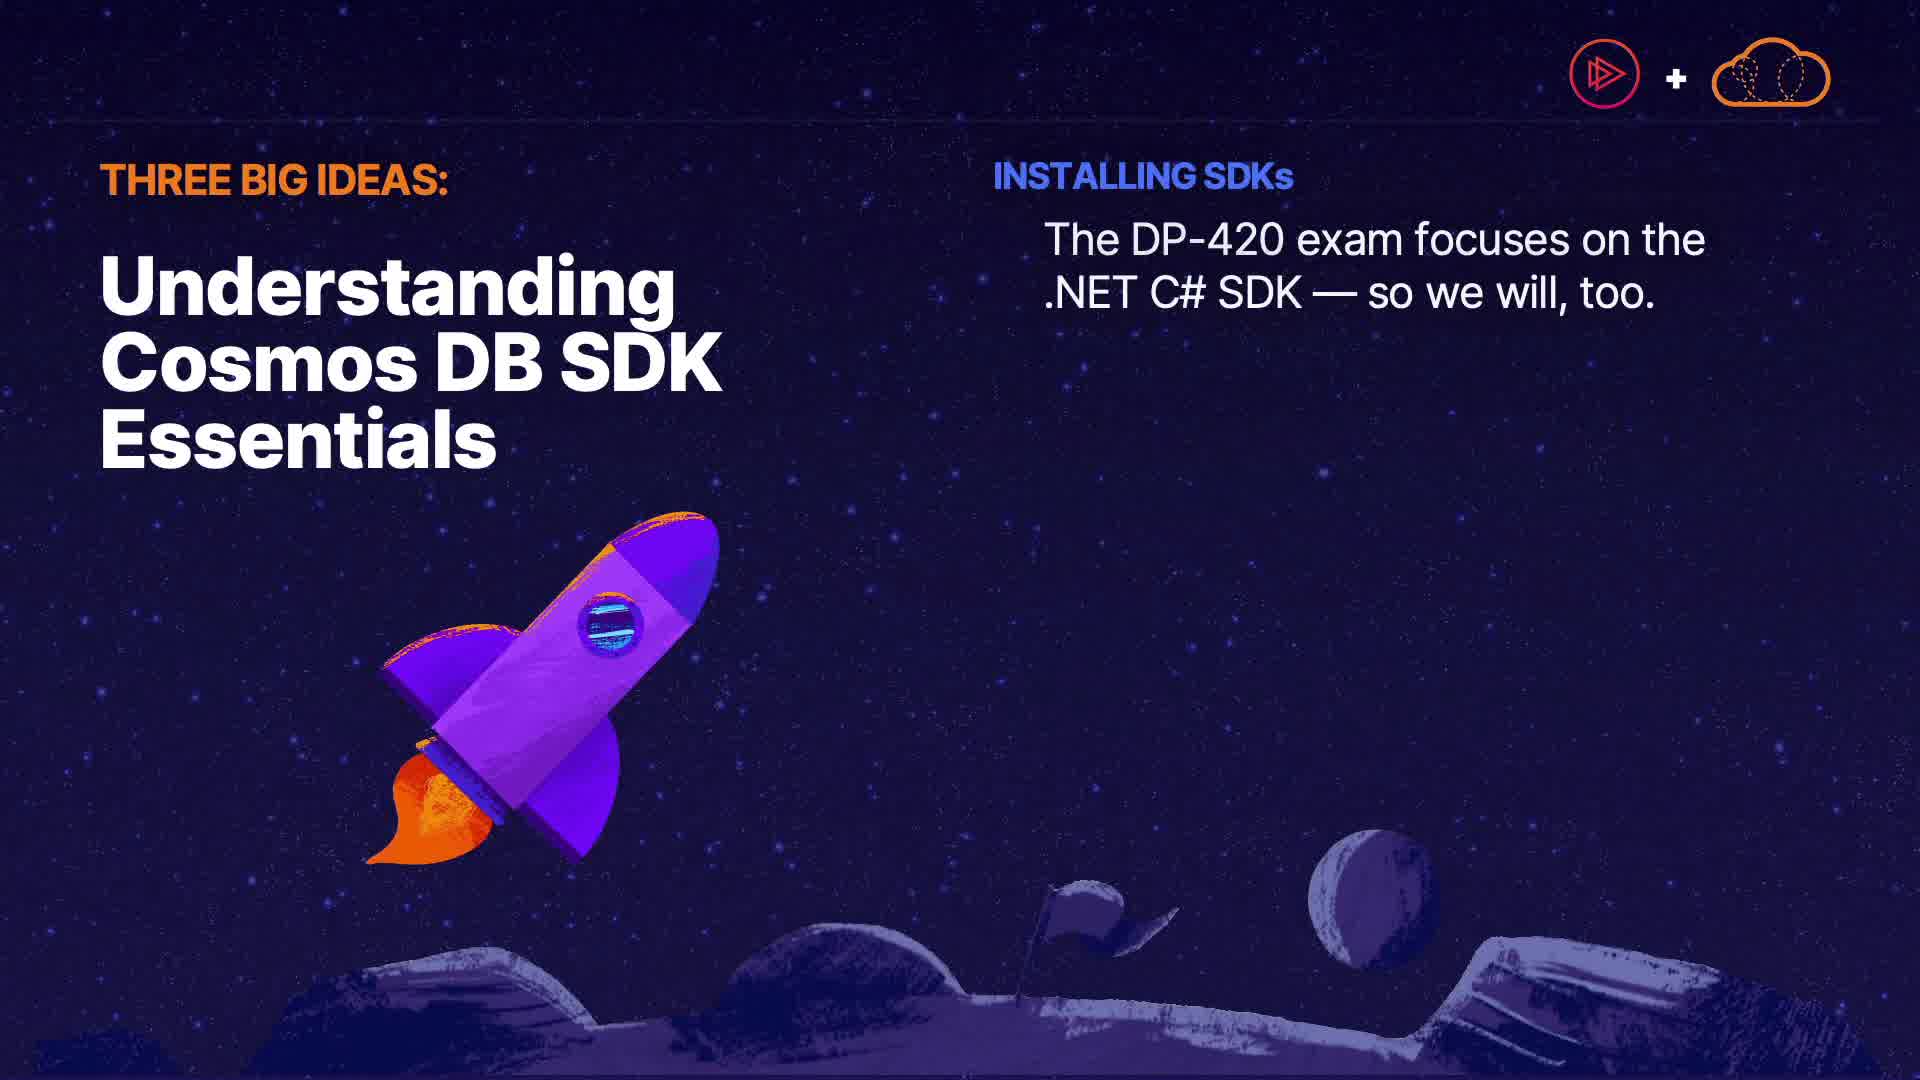 THREE BIG IDEAS:
Understanding
Cosmos DB SDK
Essentials
INSTALLING SDKs
The DP-420 exam focuses on the
.NET C# SDK — so we will, too.